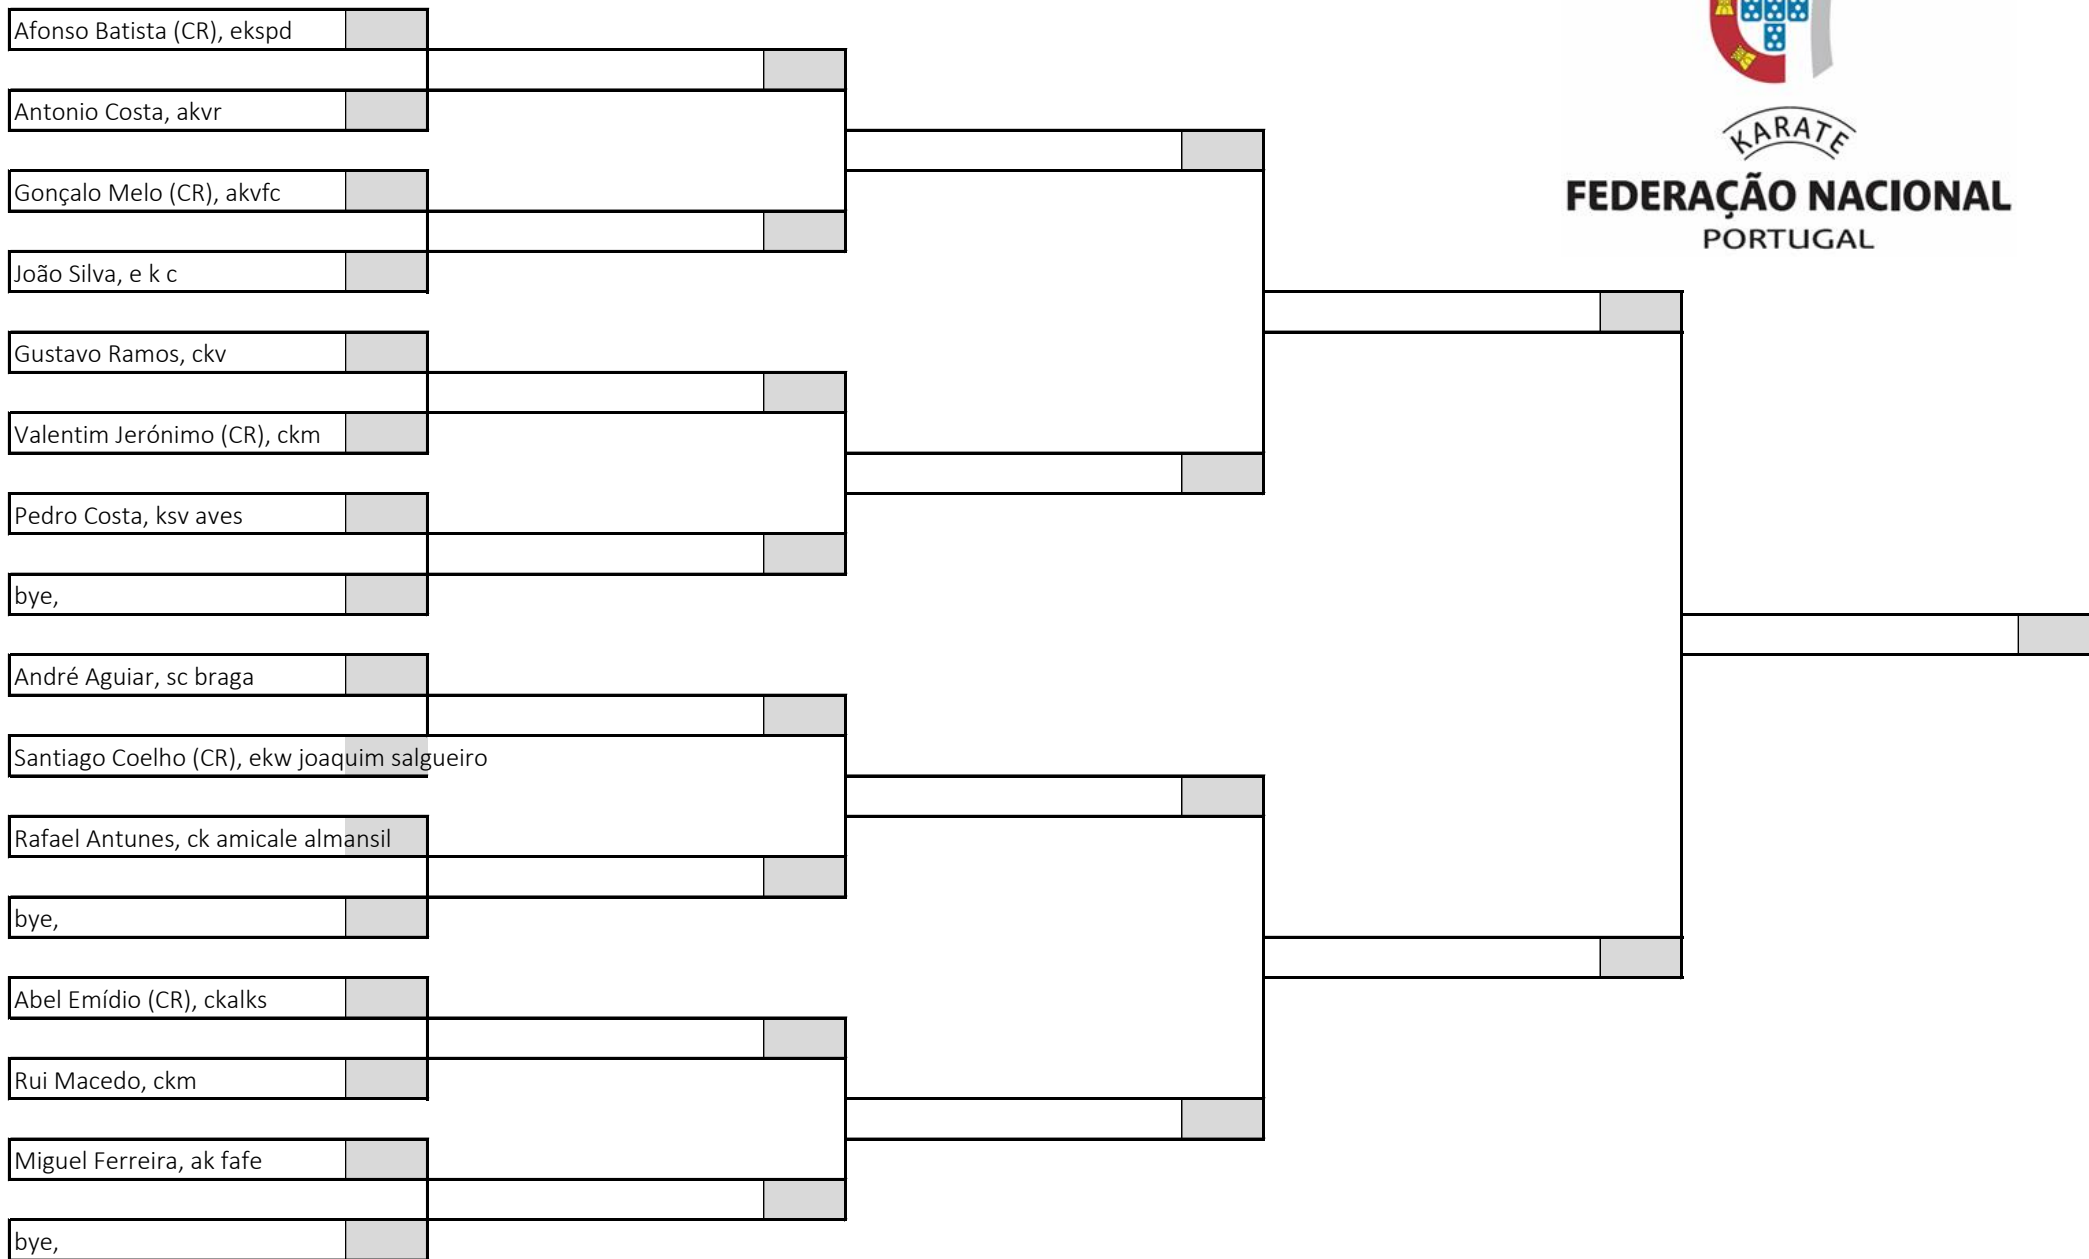 Afonso Batista (CR), ekspd
Antonio Costa, akvr
Gonçalo Melo (CR), akvfc
João Silva, e k c
Gustavo Ramos, ckv
Valentim Jerónimo (CR), ckm
Pedro Costa, ksv aves
bye,
André Aguiar, sc braga
Santiago Coelho (CR), ekw joaquim salgueiro
Rafael Antunes, ck amicale almansil
bye,
Abel Emídio (CR), ckalks
Rui Macedo, ckm
Miguel Ferreira, ak fafe
bye,
KARATE
FEDERAÇÃO NACIONAL
PORTUGAL